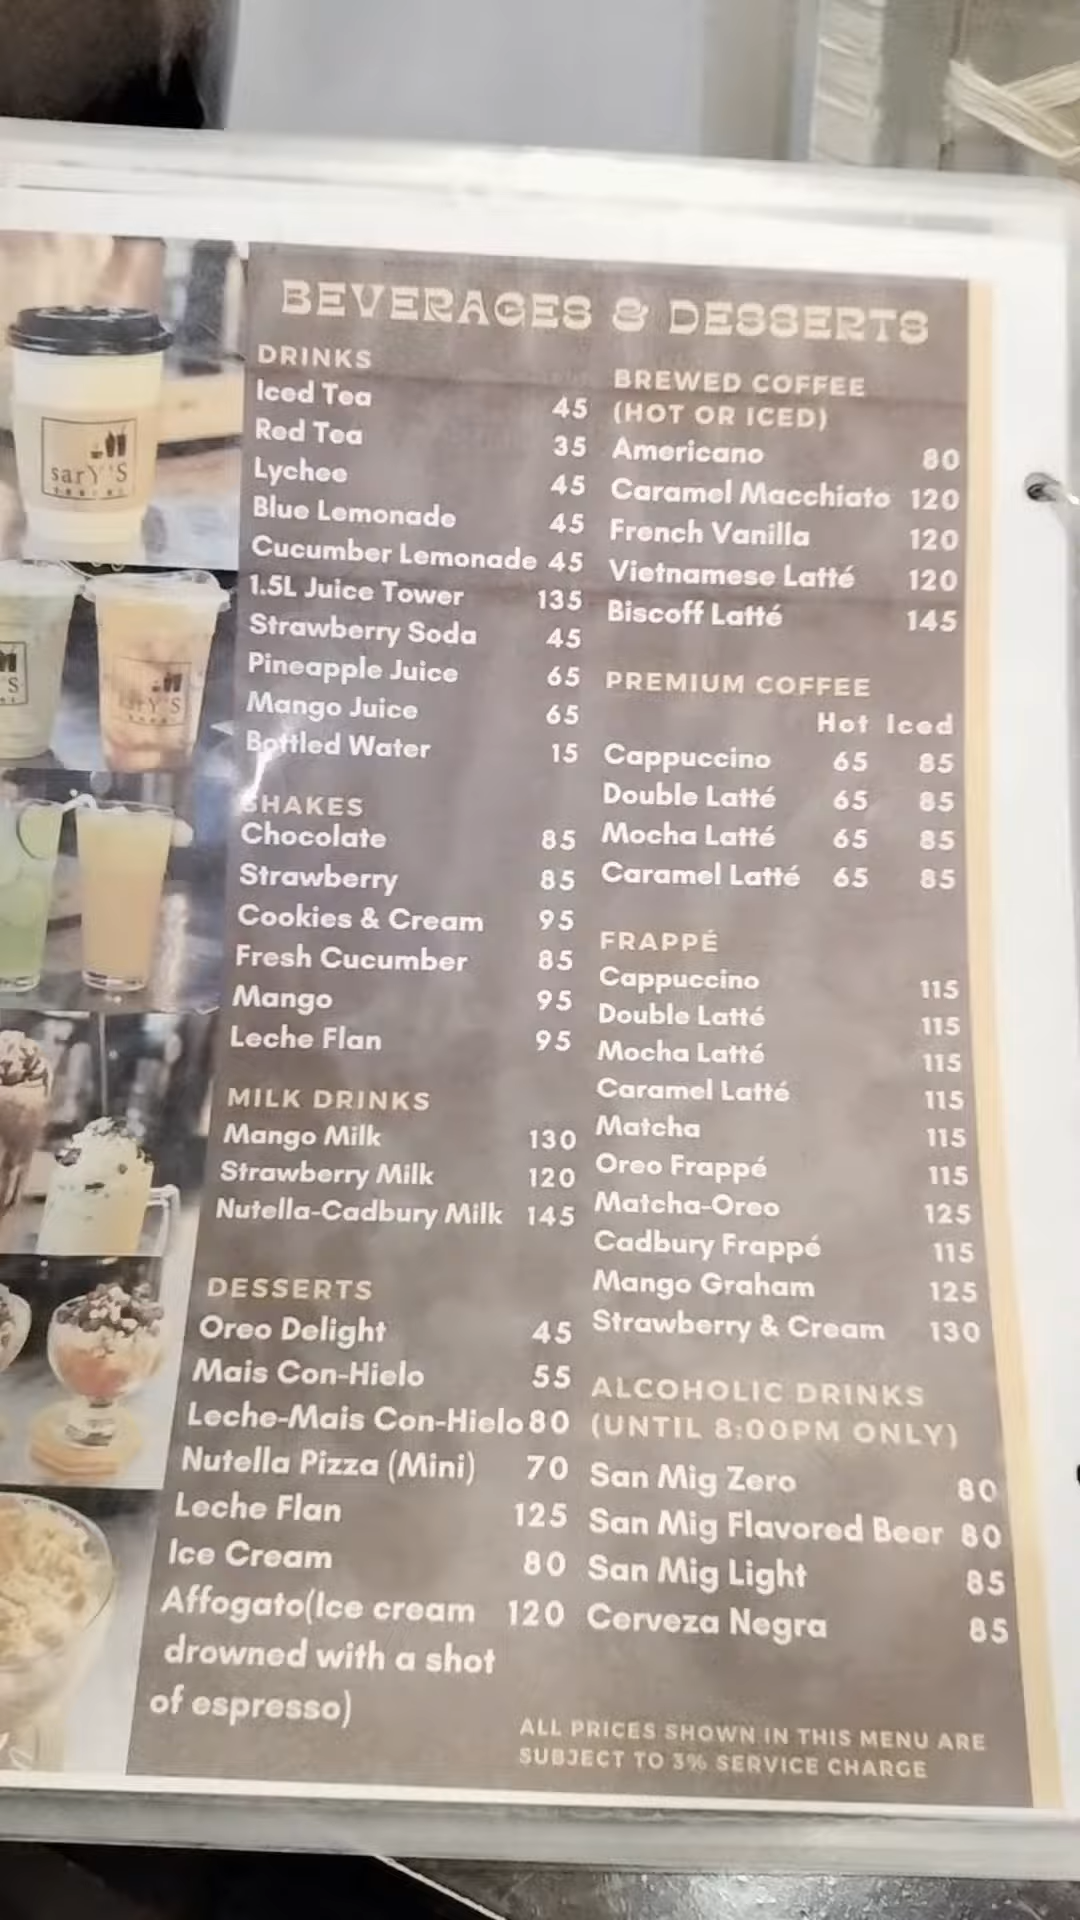 BEVERAGES & DESSERTS
DRINKS
Iced Tea 45
Red Tea 35
Lychee 45
Blue Lemonade 45
Cucumber Lemonade 45
1.5L Juice Tower 135
Strawberry Soda 45
Pineapple Juice 65
Mango Juice 65
Bottled Water 15
SHAKES
Chocolate 85
Strawberry 85
Cookies & Cream 95
Fresh Cucumber 85
Mango 95
Leche Flan 95
MILK DRINKS
Mango Milk 130
Strawberry Milk 120
Nutella-Cadbury Milk 145
DESSERTS
Oreo Delight 45
Mais Con-Hielo 55
Leche-Mais Con-Hielo 80
Nutella Pizza (Mini) 70
Leche Flan 125
Ice Cream 80
Affogato(Ice cream 120
drowned with a shot
of espresso)
BREWED COFFEE
(HOT OR ICED)
Americano 80
Caramel Macchiato 120
French Vanilla 120
Vietnamese Latté 120
Biscoff Latté 145
PREMIUM COFFEE
Hot Iced
Cappuccino 65 85
Double Latté 65 85
Mocha Latté 65 85
Caramel Latté 65 85
FRAPPÉ
Cappuccino 115
Double Latté 115
Mocha Latté 115
Caramel Latté 115
Matcha 115
Oreo Frappé 115
Matcha-Oreo 125
Cadbury Frappé 115
Mango Graham 125
Strawberry & Cream 130
ALCOHOLIC DRINKS
(UNTIL 8:00PM ONLY)
San Mig Zero 80
San Mig Flavored Beer 80
San Mig Light 85
Cerveza Negra 85
ALL PRICES SHOWN IN THIS MENU ARE
SUBJECT TO 3% SERVICE CHARGE
sarY'S
sarY'S